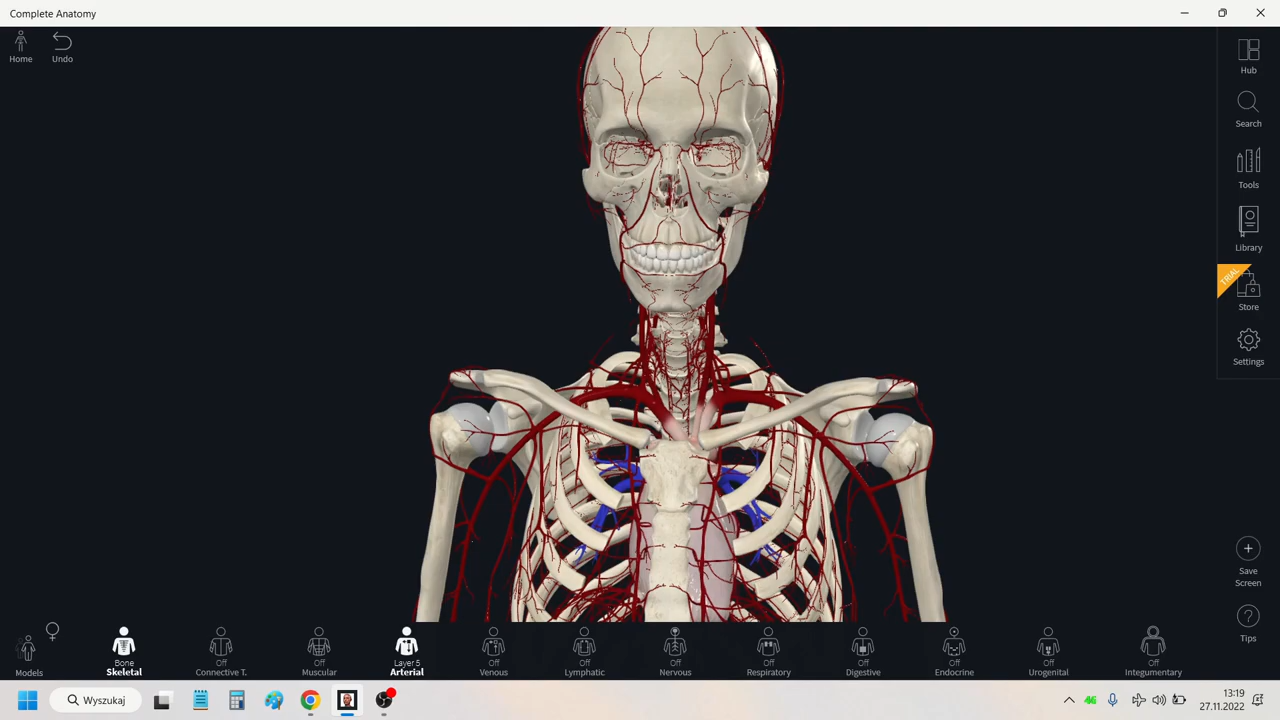 Complete Anatomy
Home
Undo
Hub
Search
Tools
Library
TRIAL
Store
Settings
+
Save
Screen
?
Tips
Models
Bone
Skeletal
Off
Connective T.
Off
Muscular
Layer 5
Arterial
Off
Venous
Off
Lymphatic
Off
Nervous
Off
Respiratory
Off
Digestive
Off
Endocrine
Off
Urogenital
Off
Integumentary
Wyszukaj
46
13:19
27.11.2022